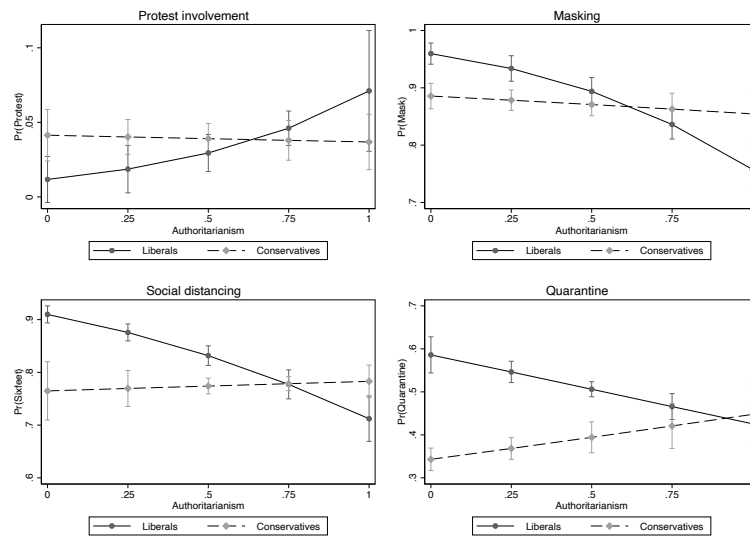 Protest involvement
Pr(Protest)
.1
.05
0
0 .25 .5 .75 1
Authoritarianism
Liberals Conservatives
Masking
Pr(Mask)
1
.9
.8
.7
0 .25 .5 .75
Authoritarianism
Liberals Conservatives
Social distancing
Pr(Sixfeet)
.9
.8
.7
.6
0 .25 .5 .75 1
Authoritarianism
Liberals Conservatives
Quarantine
Pr(Quarantine)
.7
.6
.5
.4
.3
0 .25 .5 .75
Authoritarianism
Liberals Conservatives